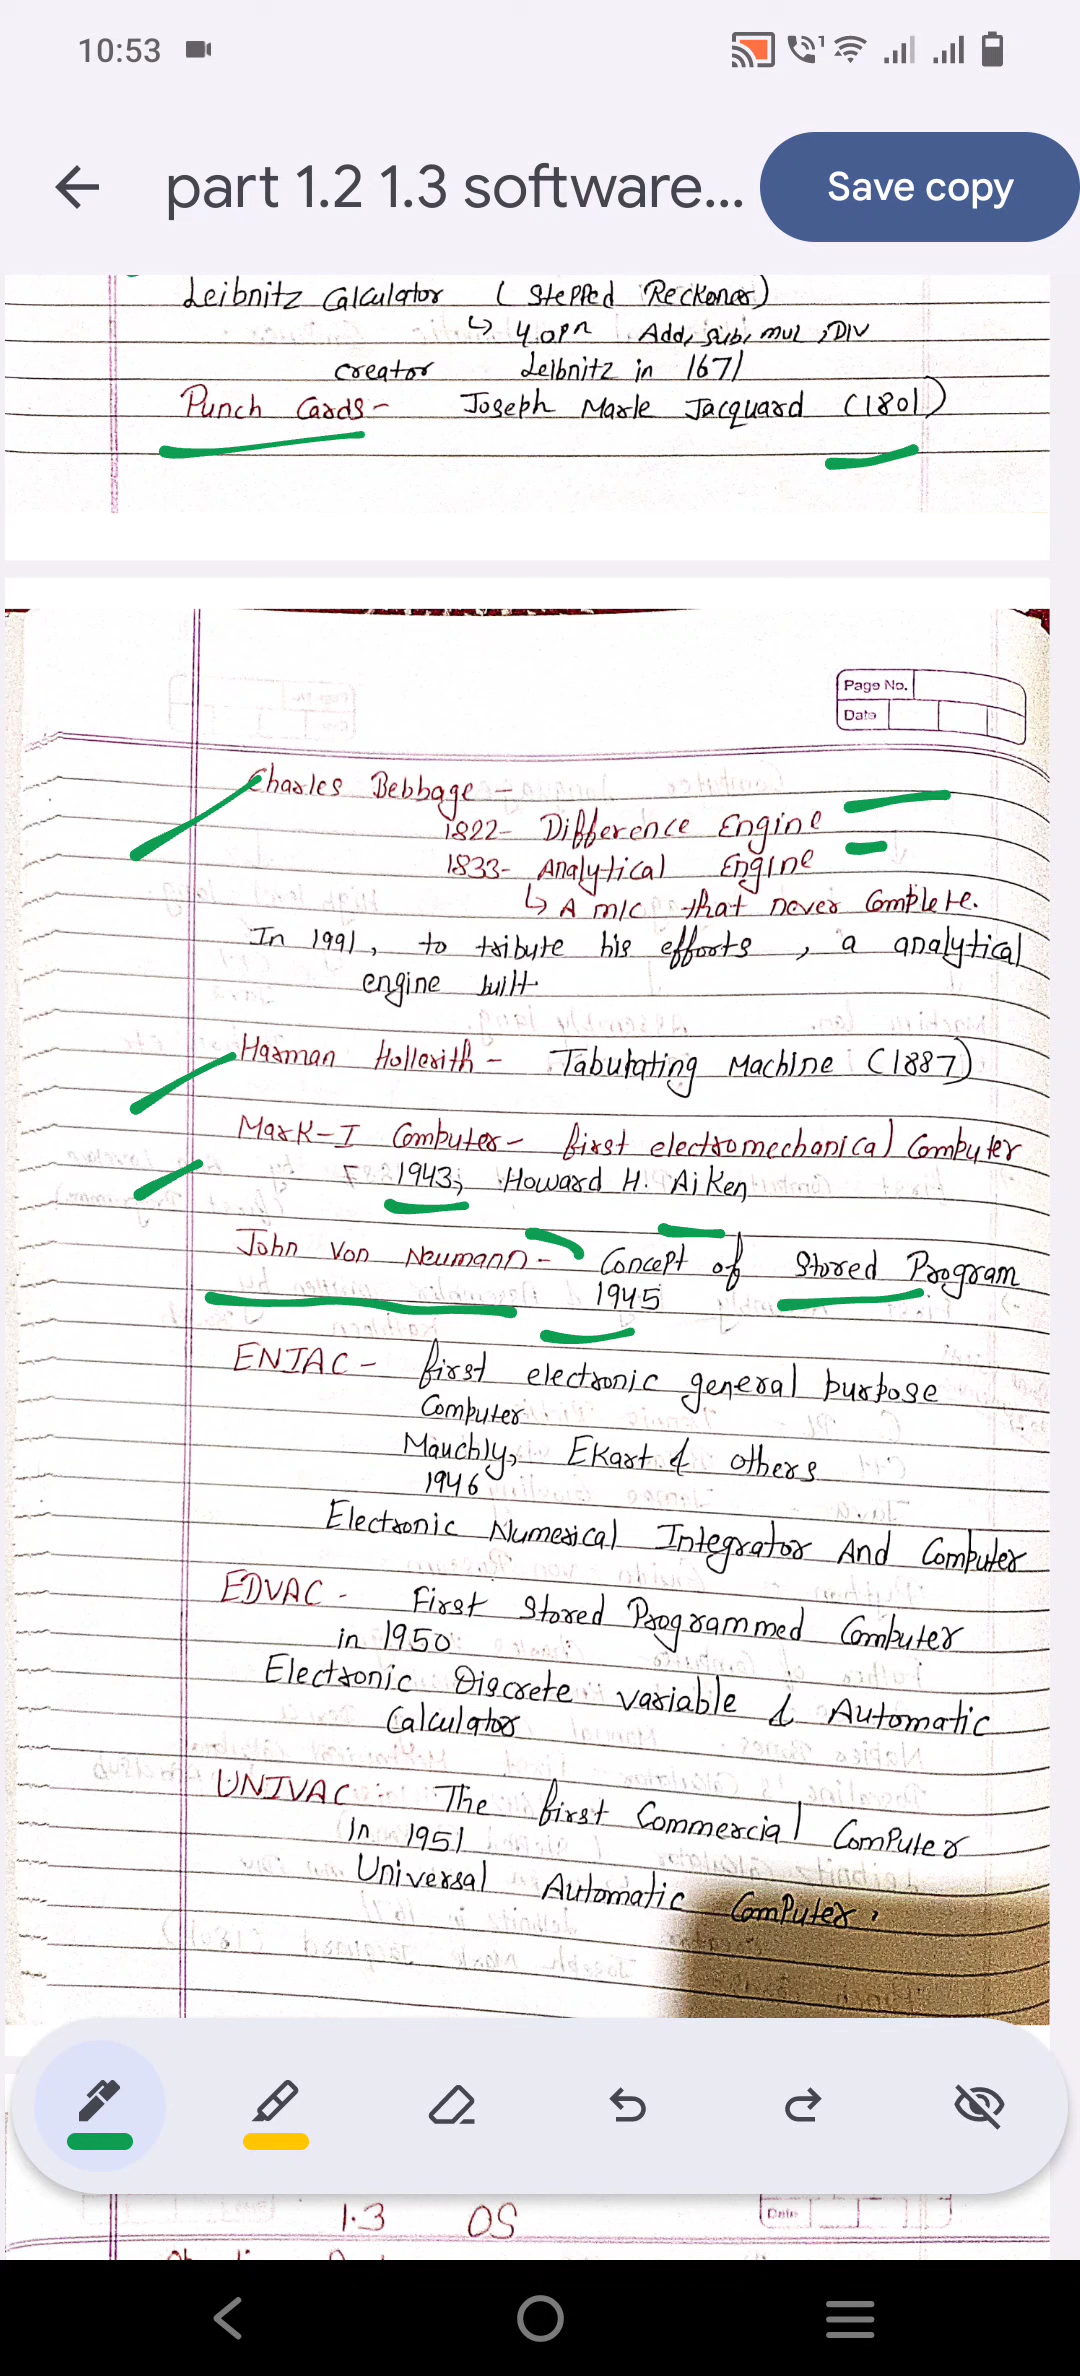 10:53
part 1.2 1.3 software...
Save copy
Leibnitz Calculator ( Stepped Reckoner)
↳ 4 opn Add, Sub, mul, DIV
creator Leibnitz in 1671
Punch Cards - Joseph Marle Jacquard (1801)
Page No.
Date
Charles Bebbage -
1822- Difference Engine
1833- Analytical Engine
↳ A m/c that never Complete.
In 1991, to tribute his efforts, a analytical
engine built
Harman Hollerith - Tabulating Machine (1887)
Mark-I Computer - first electromechanical Computer
1943; Howard H. Aiken
John Von Neumann - Concept of Stored Program
1945
ENIAC - first electronic general purpose
Computer
Mauchly, Ekart & others
1946
Electronic Numerical Integrator And Computer
EDVAC - First Stored Programmed Computer
in 1950
Electronic Discrete variable & Automatic
Calculator
UNIVAC : The first Commercial Computer
In 1951
Universal Automatic Computer.
1.3 OS
Date